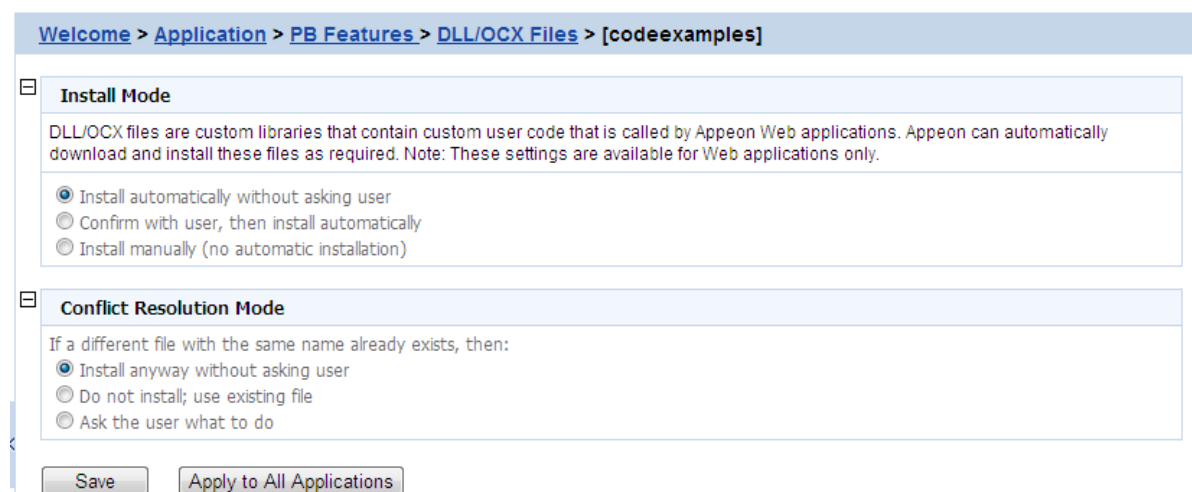 Welcome > Application > PB Features > DLL/OCX Files > [codeexamples]
Install Mode
DLL/OCX files are custom libraries that contain custom user code that is called by Appeon Web applications. Appeon can automatically
download and install these files as required. Note: These settings are available for Web applications only.
Install automatically without asking user
Confirm with user, then install automatically
Install manually (no automatic installation)
Conflict Resolution Mode
If a different file with the same name already exists, then:
Install anyway without asking user
Do not install; use existing file
Ask the user what to do
Save Apply to All Applications